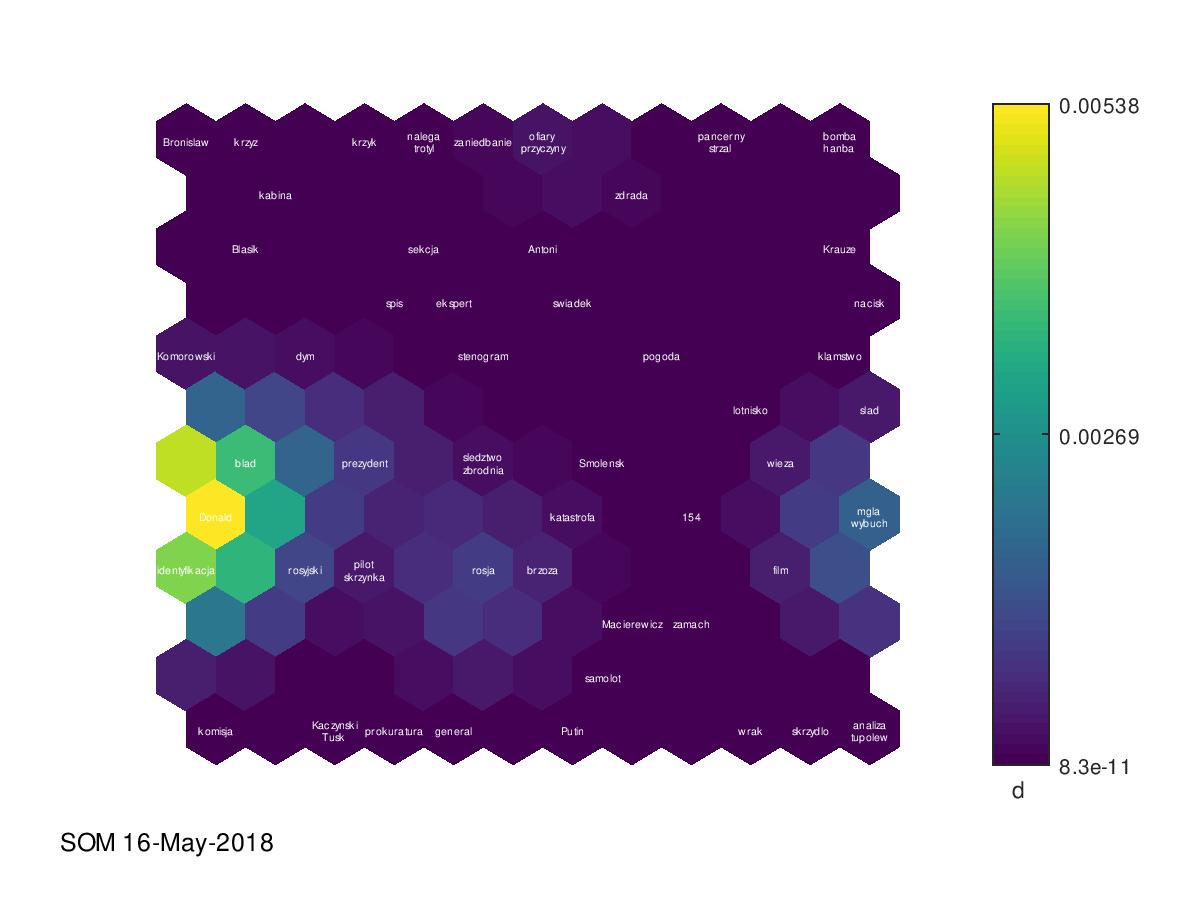 0.00538
Bronislaw krzyz krzyk nalega zaniedbanie ofiary pancerny bomba
trotyl przyczyny strzal hanba
kabina zdrada
Blasik sekcja Antoni Krauze
spis ekspert swiadek nacisk
Komorowski dym stenogram pogoda klamstwo
lotnisko slad
0.00269
blad prezydent siedztwo Smolensk wieza
zbrodnia
Donald katastrofa 154 mgla
wybuch
identyfikacja rosyjski pilot rosja brzoza film
skrzynka
Macierewicz zamach
samolot
komisja Kaczynski prokuratura general Putin wrak skrzydlo analiza
Tusk tupolew
8.3e-11
d
SOM 16-May-2018